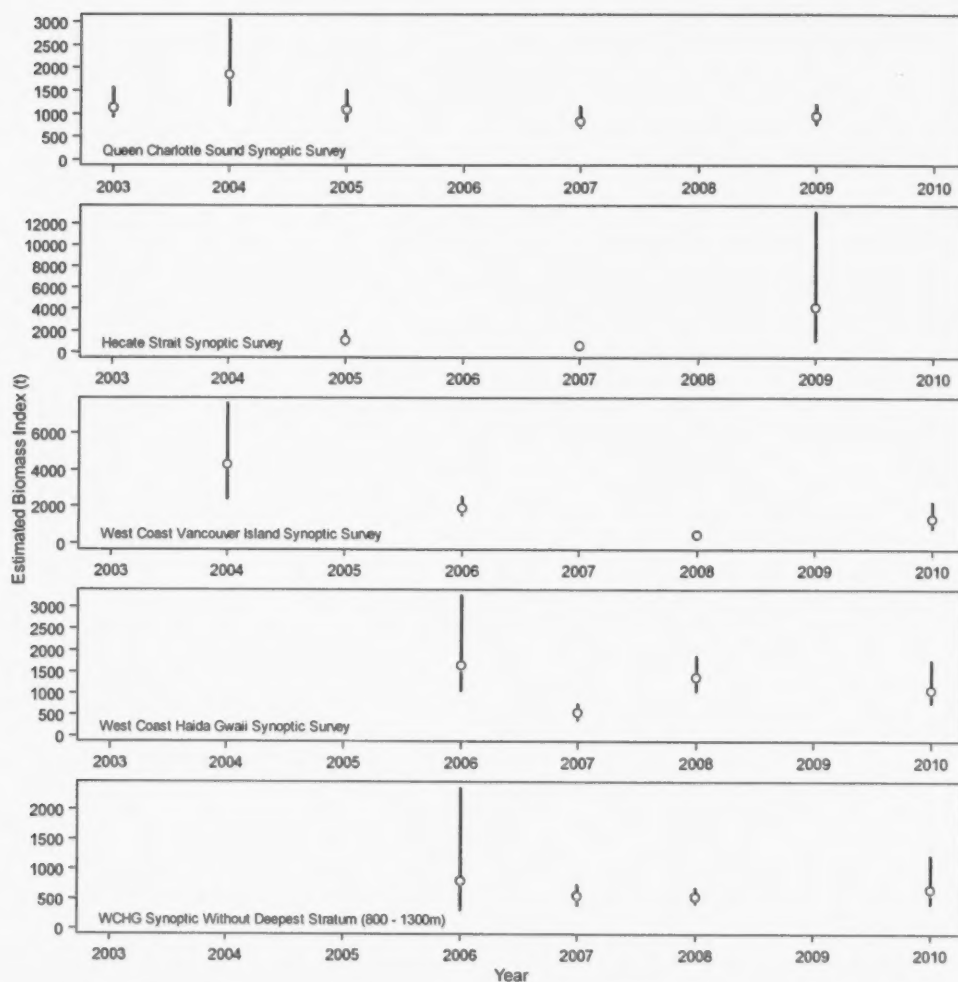 3000
2500
2000
1500
1000
500
0
Queen Charlotte Sound Synoptic Survey
2003 2004 2005 2006 2007 2008 2009 2010
12000
10000
8000
6000
4000
2000
0
Hecate Strait Synoptic Survey
2003 2004 2005 2006 2007 2008 2009 2010
Estimated Biomass Index (t)
6000
4000
2000
0
West Coast Vancouver Island Synoptic Survey
2003 2004 2005 2006 2007 2008 2009 2010
3000
2500
2000
1500
1000
500
0
West Coast Haida Gwaii Synoptic Survey
2003 2004 2005 2006 2007 2008 2009 2010
2000
1500
1000
500
0
WCHG Synoptic Without Deepest Stratum (800 - 1300m)
2003 2004 2005 2006 2007 2008 2009 2010
Year